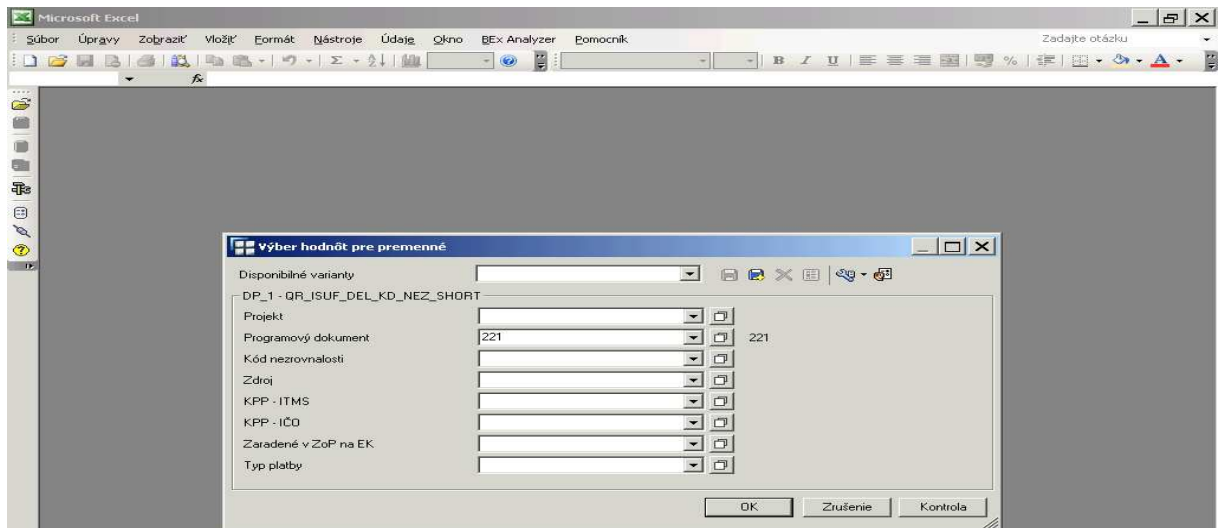 Microsoft Excel
Súbor Úpravy Zobraziť Vložiť Formát Nástroje Údaje Okno BEx Analyzer Pomocník Zadajte otázku
B I U % A
fx
Výber hodnôt pre premenné
Disponibilné varianty
DP_1 - QR_ISUF_DEL_KD_NEZ_SHORT
Projekt
Programový dokument 221 221
Kód nezrovnalosti
Zdroj
KPP - ITMS
KPP - IČO
Zaradené v ZoP na EK
Typ platby
OK Zrušenie Kontrola